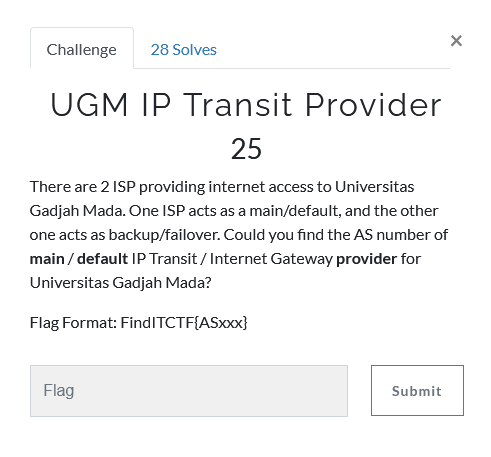 Challenge
28 Solves
×
UGM IP Transit Provider
25
There are 2 ISP providing internet access to Universitas
Gadjah Mada. One ISP acts as a main/default, and the other
one acts as backup/failover. Could you find the AS number of
main / default IP Transit / Internet Gateway provider for
Universitas Gadjah Mada?
Flag Format: FindITCTF{ASxxx}
Flag
Submit